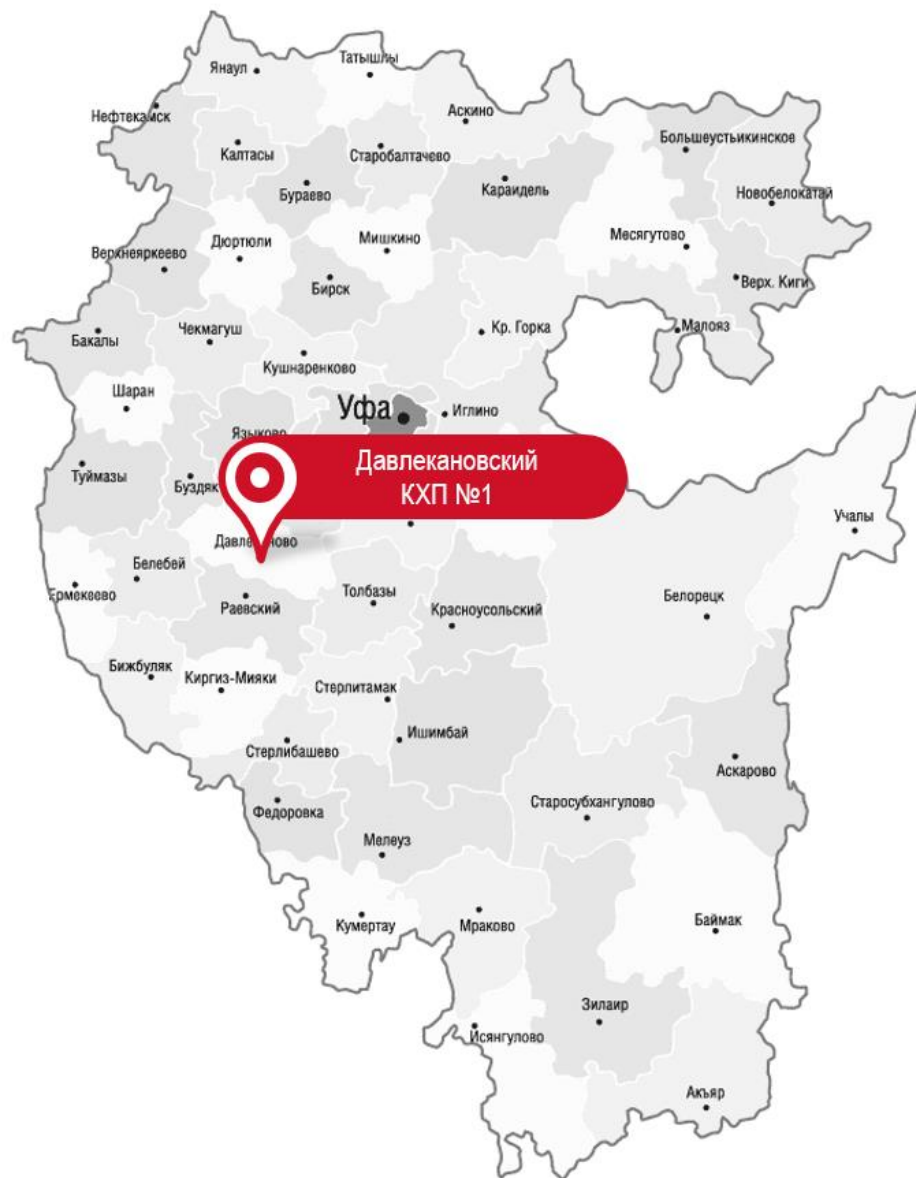 Татышлы
Янаул
Аскино
Нефтекамск
Большеустьикинское
Калтасы
Старобалтачево
Бураево
Караидель
Новобелокатай
Месягутово
Дюртюли
Мишкино
Верхнеяркеево
Бирск
Верх. Киги
Бакалы
Чекмагуш
Кр. Горка
Малояз
Кушнаренково
Шаран
Уфа
Иглино
Языково
Давлекановский
КХП №1
Туймазы
Буздяк
Учалы
Давлеканово
Белебей
Ермекеево
Раевский
Толбазы
Красноусольский
Белорецк
Бижбуляк
Киргиз-Мияки
Стерлитамак
Ишимбай
Стерлибашево
Аскарово
Федоровка
Старосубхангулово
Мелеуз
Кумертау
Мраково
Баймак
Зилаир
Исянгулово
Акъяр